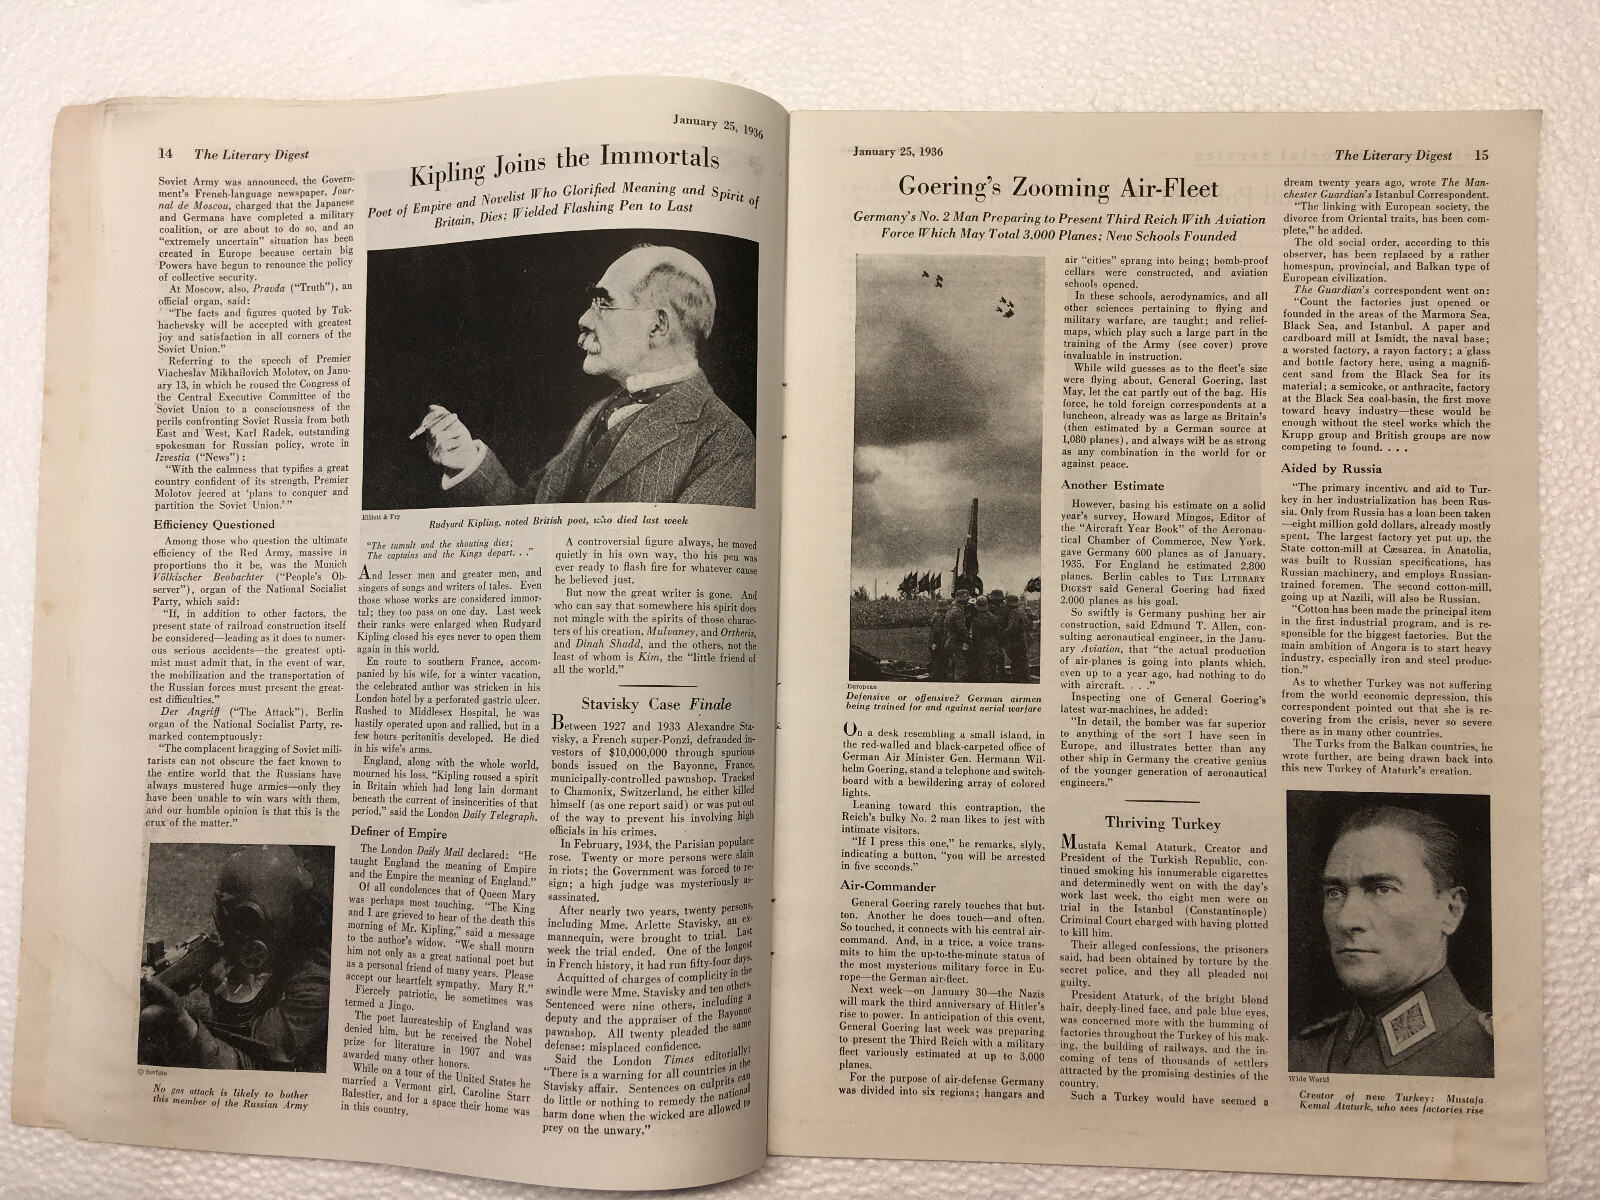 14 The Literary Digest
January 25, 1936
Soviet Army was announced, the Govern-
ment's French-language newspaper, Jour-
nal de Moscou, charged that the Japanese
and Germans have completed a military
coalition, or are about to do so, and an
"extremely uncertain" situation has been
created in Europe because certain big
Powers have begun to renounce the policy
of collective security.
At Moscow, also, Pravda ("Truth"), an
official organ, said:
"The facts and figures quoted by Tuk-
hachevsky will be accepted with greatest
joy and satisfaction in all corners of the
Soviet Union."
Referring to the speech of Premier
Viacheslav Mikhailovich Molotov, on Janu-
ary 13, in which he roused the Congress of
the Central Executive Committee of the
Soviet Union to a consciousness of the
perils confronting Soviet Russia from both
East and West, Karl Radek, outstanding
spokesman for Russian policy, wrote in
Izvestia ("News"):
"With the calmness that typifies a great
country confident of its strength, Premier
Molotov jeered at 'plans to conquer and
partition the Soviet Union.'"
Efficiency Questioned
Among those who question the ultimate
efficiency of the Red Army, massive in
proportions tho it be, was the Munich
Völkischer Beobachter ("People's Ob-
server"), organ of the National Socialist
Party, which said:
"If, in addition to other factors, the
present state of railroad construction itself
be considered—leading as it does to numer-
ous serious accidents—the greatest opti-
mist must admit that, in the event of war,
the mobilization and the transportation of
the Russian forces must present the great-
est difficulties."
Der Angriff ("The Attack"), Berlin
organ of the National Socialist Party, re-
marked contemptuously:
"The complacent bragging of Soviet mili-
tarists can not obscure the fact known to
the entire world that the Russians have
always mustered huge armies—only they
have been unable to win wars with them,
and our humble opinion is that this is the
crux of the matter."
© Sovfoto
No gas attack is likely to bother
this member of the Russian Army
Kipling Joins the Immortals
Poet of Empire and Novelist Who Glorified Meaning and Spirit of
Britain, Dies; Wielded Flashing Pen to Last
Elliott & Fry
Rudyard Kipling, noted British poet, who died last week
"The tumult and the shouting dies;
The captains and the Kings depart. . ."
And lesser men and greater men, and
singers of songs and writers of tales. Even
those whose works are considered immor-
tal; they too pass on one day. Last week
their ranks were enlarged when Rudyard
Kipling closed his eyes never to open them
again in this world.
En route to southern France, accom-
panied by his wife, for a winter vacation,
the celebrated author was stricken in his
London hotel by a perforated gastric ulcer.
Rushed to Middlesex Hospital, he was
hastily operated upon and rallied, but in a
few hours peritonitis developed. He died
in his wife's arms.
England, along with the whole world,
mourned his loss. "Kipling roused a spirit
in Britain which had long lain dormant
beneath the current of insincerities of that
period," said the London Daily Telegraph.
Definer of Empire
The London Daily Mail declared: "He
taught England the meaning of Empire
and the Empire the meaning of England."
Of all condolences that of Queen Mary
was perhaps most touching. "The King
and I are grieved to hear of the death this
morning of Mr. Kipling," said a message
to the author's widow. "We shall mourn
him not only as a great national poet but
as a personal friend of many years. Please
accept our heartfelt sympathy. Mary R."
Fiercely patriotic, he sometimes was
termed a Jingo.
The poet laureateship of England was
denied him, but he received the Nobel
prize for literature in 1907 and was
awarded many other honors.
While on a tour of the United States he
married a Vermont girl, Caroline Starr
Balestier, and for a space their home was
in this country.
A controversial figure always, he moved
quietly in his own way, tho his pen was
ever ready to flash fire for whatever cause
he believed just.
But now the great writer is gone. And
who can say that somewhere his spirit does
not mingle with the spirits of those charac-
ters of his creation, Mulvaney, and Ortheris,
and Dinah Shadd, and the others, not the
least of whom is Kim, the "little friend of
all the world."
Stavisky Case Finale
Between 1927 and 1933 Alexandre Sta-
visky, a French super-Ponzi, defrauded in-
vestors of $10,000,000 through spurious
bonds issued on the Bayonne, France,
municipally-controlled pawnshop. Tracked
to Chamonix, Switzerland, he either killed
himself (as one report said) or was put out
of the way to prevent his involving high
officials in his crimes.
In February, 1934, the Parisian populace
rose. Twenty or more persons were slain
in riots; the Government was forced to re-
sign; a high judge was mysteriously as-
sassinated.
After nearly two years, twenty persons,
including Mme. Arlette Stavisky, an ex-
mannequin, were brought to trial. Last
week the trial ended. One of the longest
in French history, it had run fifty-four days.
Acquitted of charges of complicity in the
swindle were Mme. Stavisky and ten others.
Sentenced were nine others, including a
deputy and the appraiser of the Bayonne
pawnshop. All twenty pleaded the same
defense: misplaced confidence.
Said the London Times editorially:
"There is a warning for all countries in the
Stavisky affair. Sentences on culprits can
do little or nothing to remedy the national
harm done when the wicked are allowed to
prey on the unwary."
January 25, 1936
The Literary Digest 15
Goering's Zooming Air-Fleet
Germany's No. 2 Man Preparing to Present Third Reich With Aviation
Force Which May Total 3,000 Planes; New Schools Founded
European
Defensive or offensive? German airmen
being trained for and against aerial warfare
On a desk resembling a small island, in
the red-walled and black-carpeted office of
German Air Minister Gen. Hermann Wil-
helm Goering, stand a telephone and switch-
board with a bewildering array of colored
lights.
Leaning toward this contraption, the
Reich's bulky No. 2 man likes to jest with
intimate visitors.
"If I press this one," he remarks, slyly,
indicating a button, "you will be arrested
in five seconds."
Air-Commander
General Goering rarely touches that but-
ton. Another he does touch—and often.
So touched, it connects with his central air-
command. And, in a trice, a voice trans-
mits to him the up-to-the-minute status of
the most mysterious military force in Eu-
rope—the German air-fleet.
Next week—on January 30—the Nazis
will mark the third anniversary of Hitler's
rise to power. In anticipation of this event,
General Goering last week was preparing
to present the Third Reich with a military
fleet variously estimated at up to 3,000
planes.
For the purpose of air-defense Germany
was divided into six regions; hangars and
air "cities" sprang into being; bomb-proof
cellars were constructed, and aviation
schools opened.
In these schools, aerodynamics, and all
other sciences pertaining to flying and
military warfare, are taught; and relief-
maps, which play such a large part in the
training of the Army (see cover) prove
invaluable in instruction.
While wild guesses as to the fleet's size
were flying about, General Goering, last
May, let the cat partly out of the bag. His
force, he told foreign correspondents at a
luncheon, already was as large as Britain's
(then estimated by a German source at
1,080 planes), and always will be as strong
as any combination in the world for or
against peace.
Another Estimate
However, basing his estimate on a solid
year's survey, Howard Mingos, Editor of
the "Aircraft Year Book" of the Aeronau-
tical Chamber of Commerce, New York,
gave Germany 600 planes as of January,
1935. For England he estimated 2,800
planes. Berlin cables to THE LITERARY
DIGEST said General Goering had fixed
2,000 planes as his goal.
So swiftly is Germany pushing her air
construction, said Edmund T. Allen, con-
sulting aeronautical engineer, in the Janu-
ary Aviation, that "the actual production
of air-planes is going into plants which,
even up to a year ago, had nothing to do
with aircraft. . . ."
Inspecting one of General Goering's
latest war-machines, he added:
"In detail, the bomber was far superior
to anything of the sort I have seen in
Europe, and illustrates better than any
other ship in Germany the creative genius
of the younger generation of aeronautical
engineers."
Thriving Turkey
Mustafa Kemal Ataturk, Creator and
President of the Turkish Republic, con-
tinued smoking his innumerable cigarettes
and determinedly went on with the day's
work last week, tho eight men were on
trial in the Istanbul (Constantinople)
Criminal Court charged with having plotted
to kill him.
Their alleged confessions, the prisoners
said, had been obtained by torture by the
secret police, and they all pleaded not
guilty.
President Ataturk, of the bright blond
hair, deeply-lined face, and pale blue eyes,
was concerned more with the humming of
factories throughout the Turkey of his mak-
ing, the building of railways, and the in-
coming of tens of thousands of settlers
attracted by the promising destinies of the
country.
Such a Turkey would have seemed a
dream twenty years ago, wrote The Man-
chester Guardian's Istanbul Correspondent.
"The linking with European society, the
divorce from Oriental traits, has been com-
plete," he added.
The old social order, according to this
observer, has been replaced by a rather
homespun, provincial, and Balkan type of
European civilization.
The Guardian's correspondent went on:
"Count the factories just opened or
founded in the areas of the Marmora Sea,
Black Sea, and Istanbul. A paper and
cardboard mill at Ismidt, the naval base;
a worsted factory, a rayon factory; a glass
and bottle factory here, using a magnifi-
cent sand from the Black Sea for its
material; a semicoke, or anthracite, factory
at the Black Sea coal-basin, the first move
toward heavy industry—these would be
enough without the steel works which the
Krupp group and British groups are now
competing to found. . . .
Aided by Russia
"The primary incentive and aid to Tur-
key in her industrialization has been Rus-
sia. Only from Russia has a loan been taken
—eight million gold dollars, already mostly
spent. The largest factory yet put up, the
State cotton-mill at Cæsarea, in Anatolia,
was built to Russian specifications, has
Russian machinery, and employs Russian-
trained foremen. The second cotton-mill,
going up at Nazili, will also be Russian.
"Cotton has been made the principal item
in the first industrial program, and is re-
sponsible for the biggest factories. But the
main ambition of Angora is to start heavy
industry, especially iron and steel produc-
tion."
As to whether Turkey was not suffering
from the world economic depression, this
correspondent pointed out that she is re-
covering from the crisis, never so severe
there as in many other countries.
The Turks from the Balkan countries, he
wrote further, are being drawn back into
this new Turkey of Ataturk's creation.
Wide World
Creator of new Turkey: Mustafa
Kemal Ataturk, who sees factories rise